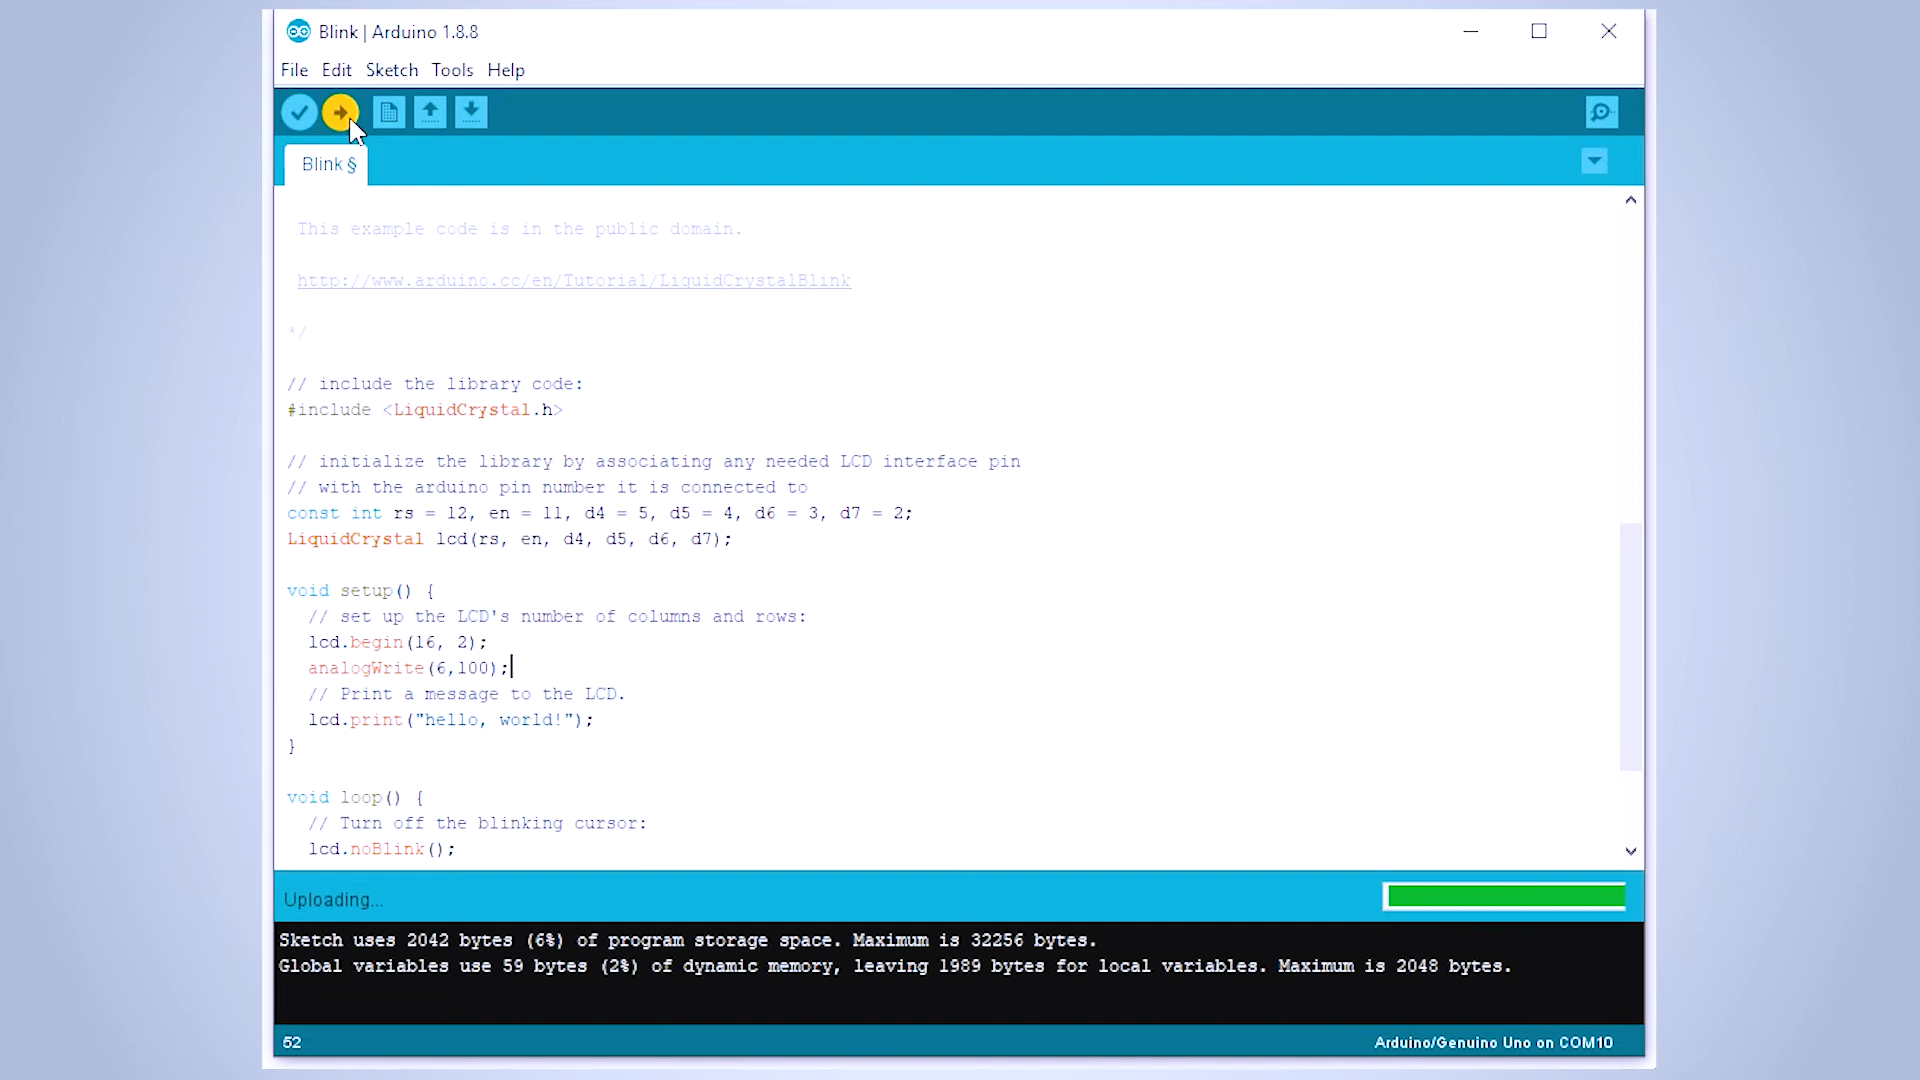 Blink | Arduino 1.8.8
File Edit Sketch Tools Help
Blink §
This example code is in the public domain.
http://www.arduino.cc/en/Tutorial/LiquidCrystalBlink
*/
// include the library code:
#include <LiquidCrystal.h>
// initialize the library by associating any needed LCD interface pin
// with the arduino pin number it is connected to
const int rs = 12, en = 11, d4 = 5, d5 = 4, d6 = 3, d7 = 2;
LiquidCrystal lcd(rs, en, d4, d5, d6, d7);
void setup() {
// set up the LCD's number of columns and rows:
lcd.begin(16, 2);
analogWrite(6,100);
// Print a message to the LCD.
lcd.print("hello, world!");
}
void loop() {
// Turn off the blinking cursor:
lcd.noBlink();
Uploading...
Sketch uses 2042 bytes (6%) of program storage space. Maximum is 32256 bytes.
Global variables use 59 bytes (2%) of dynamic memory, leaving 1989 bytes for local variables. Maximum is 2048 bytes.
52
Arduino/Genuino Uno on COM10